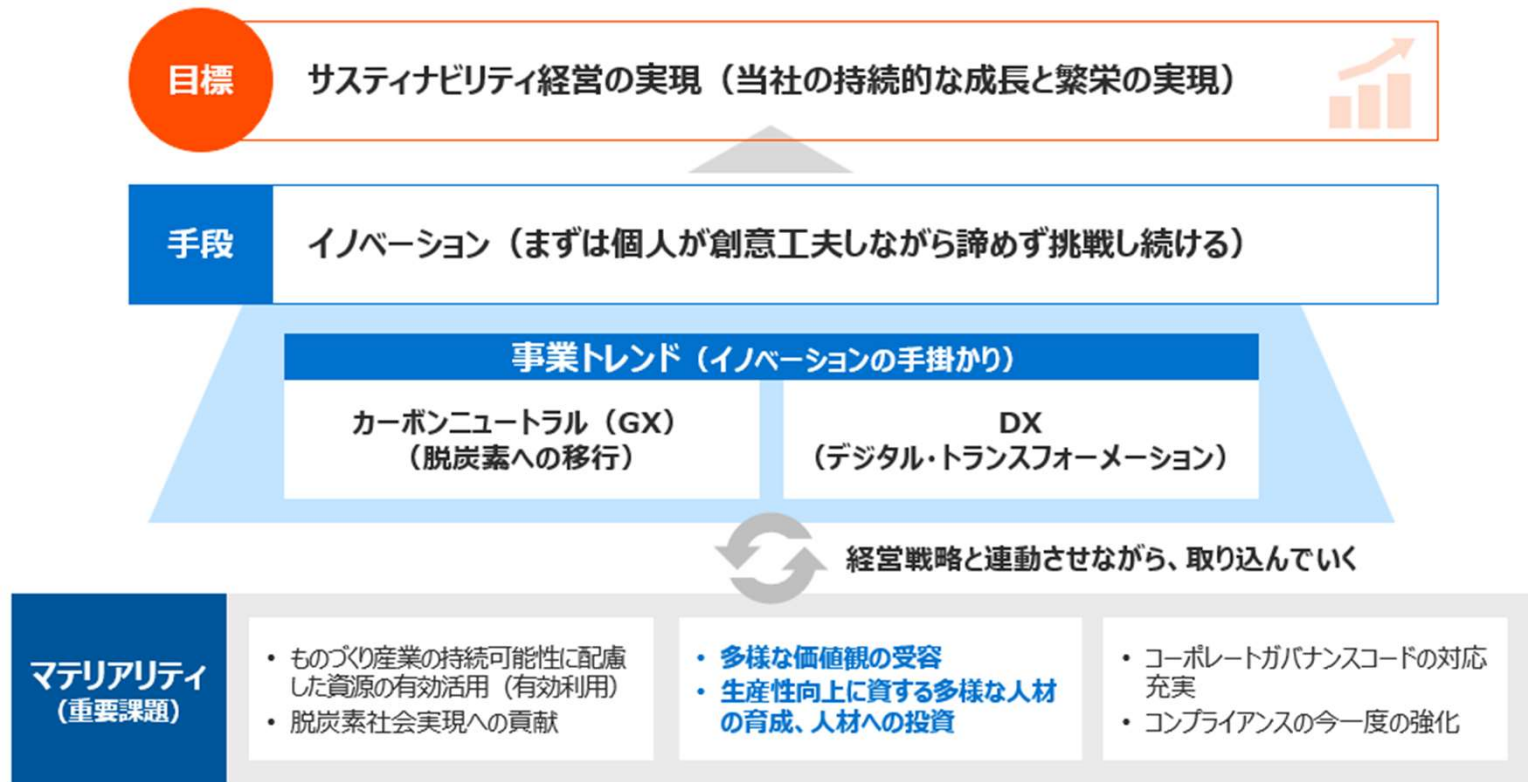 目標
サスティナビリティ経営の実現（当社の持続的な成長と繁栄の実現）
手段
イノベーション（まずは個人が創意工夫しながら諦めず挑戦し続ける）
事業トレンド（イノベーションの手掛かり）
カーボンニュートラル（GX）
（脱炭素への移行）
DX
（デジタル・トランスフォーメーション）
経営戦略と連動させながら、取り込んでいく
マテリアリティ
（重要課題）
• ものづくり産業の持続可能性に配慮
した資源の有効活用（有効利用）
• 脱炭素社会実現への貢献
• 多様な価値観の受容
• 生産性向上に資する多様な人材
の育成、人材への投資
• コーポレートガバナンスコードの対応
充実
• コンプライアンスの今一度の強化